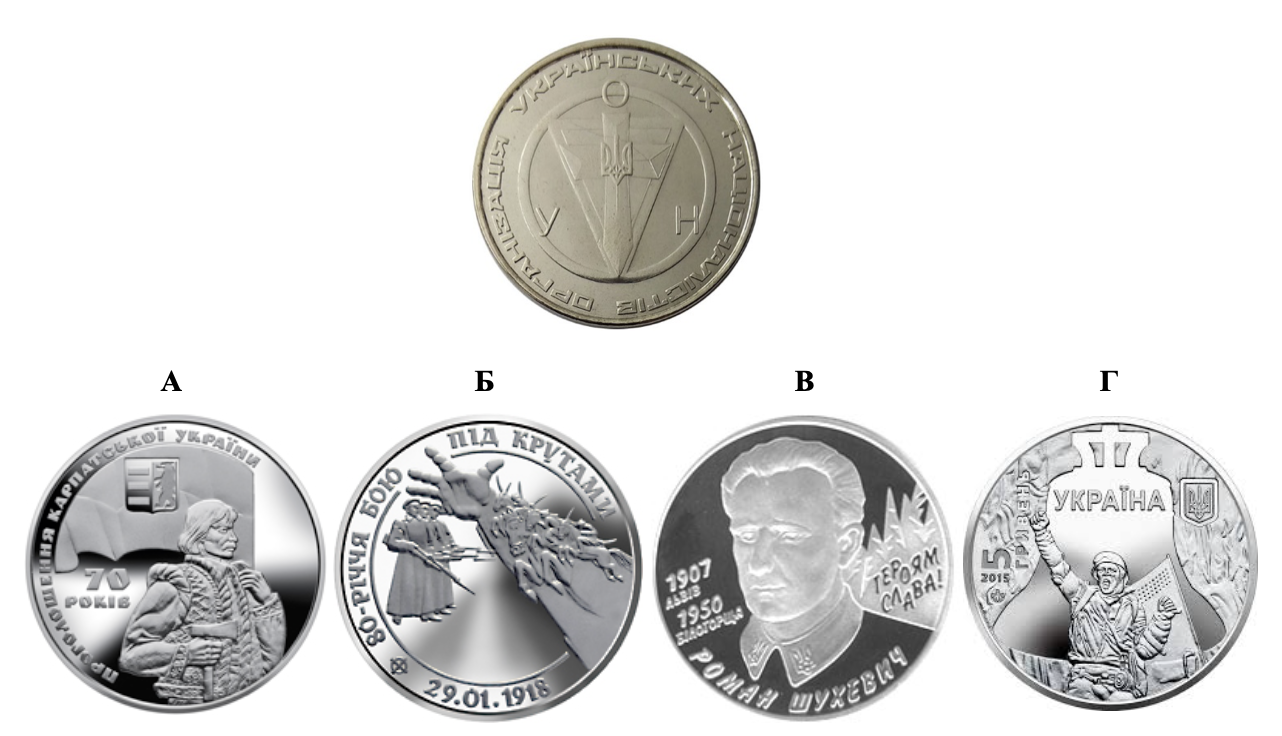 ОРГАНІЗАЦІЯ УКРАЇНСЬКИХ НАЦІОНАЛІСТІВ
О
У Н
А Б В Г
ПРОГОЛОШЕННЯ КАРПАТСЬКОЇ УКРАЇНИ
70
РОКІВ
80-РІЧЧЯ БОЮ ПІД КРУТАМИ
29.01.1918
1907
ЛЬВІВ
1950
БІЛОГОРЩА
ГЕРОЯМ
СЛАВА!
РОМАН ШУХЕВИЧ
УКРАЇНА
5
ГРИВЕНЬ
2015